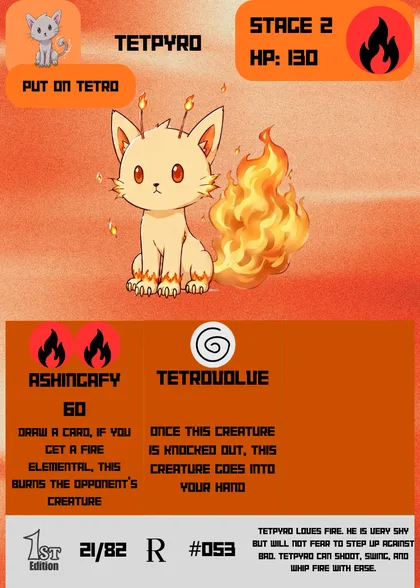 TETPYRO
STAGE 2
HP: 130
PUT ON TETRO
ASHINGAFY
60
DRAW A CARD, IF YOU
GET A FIRE
ELEMENTAL, THIS
BURNS THE OPPONENT'S
CREATURE
TETROVOLUE
ONCE THIS CREATURE
IS KNOCKED OUT, THIS
CREATURE GOES INTO
YOUR HAND
1ST
Edition
21/82
R
#053
TETPYRO LOVES FIRE. HE IS VERY SHY
BUT WILL NOT FEAR TO STEP UP AGAINST
BAD. TETPYRO CAN SHOOT, SWING, AND
WHIP FIRE WITH EASE.